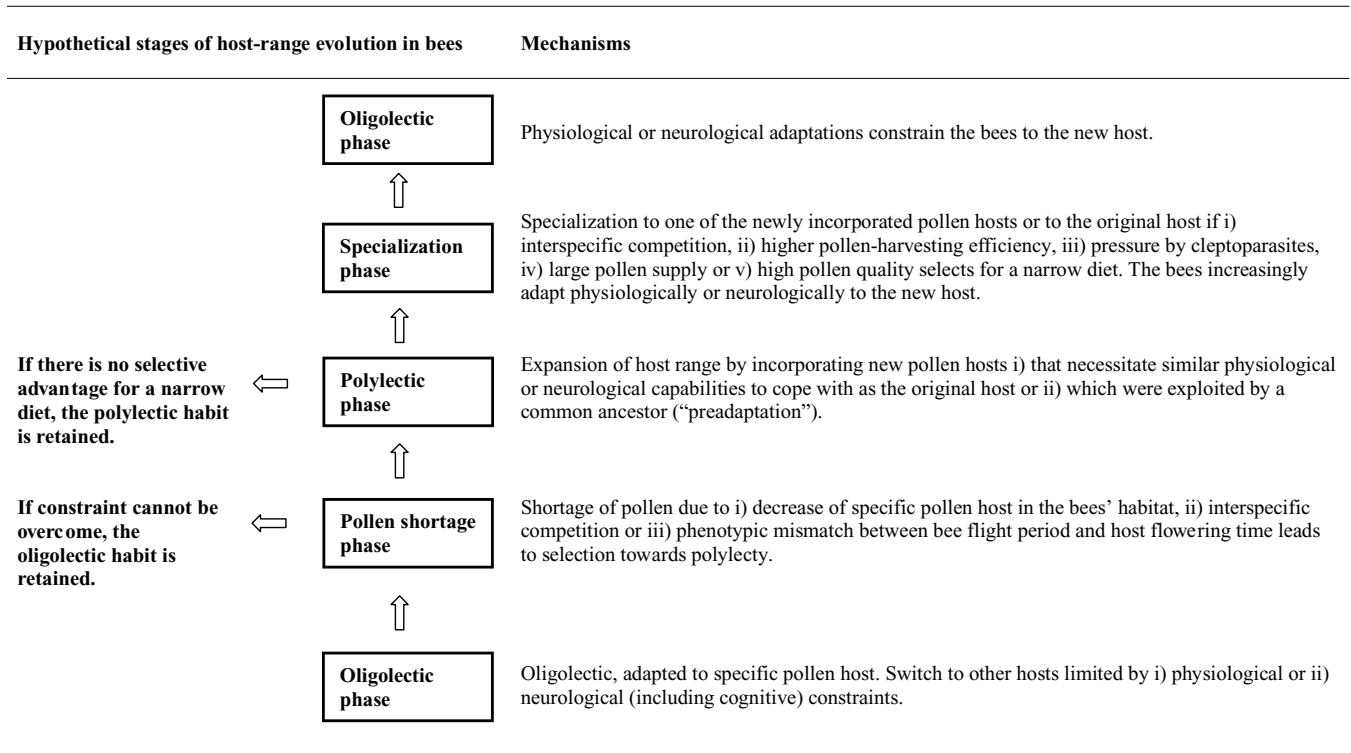 Hypothetical stages of host-range evolution in bees
Mechanisms
Oligolectic
phase
Physiological or neurological adaptations constrain the bees to the new host.
Specialization
phase
Specialization to one of the newly incorporated pollen hosts or to the original host if i)
interspecific competition, ii) higher pollen-harvesting efficiency, iii) pressure by cleptoparasites,
iv) large pollen supply or v) high pollen quality selects for a narrow diet. The bees increasingly
adapt physiologically or neurologically to the new host.
If there is no selective
advantage for a narrow
diet, the polylectic habit
is retained.
Polylectic
phase
Expansion of host range by incorporating new pollen hosts i) that necessitate similar physiological
or neurological capabilities to cope with as the original host or ii) which were exploited by a
common ancestor (“preadaptation”).
If constraint cannot be
overcome, the
oligolectic habit is
retained.
Pollen shortage
phase
Shortage of pollen due to i) decrease of specific pollen host in the bees’ habitat, ii) interspecific
competition or iii) phenotypic mismatch between bee flight period and host flowering time leads
to selection towards polylecty.
Oligolectic
phase
Oligolectic, adapted to specific pollen host. Switch to other hosts limited by i) physiological or ii)
neurological (including cognitive) constraints.